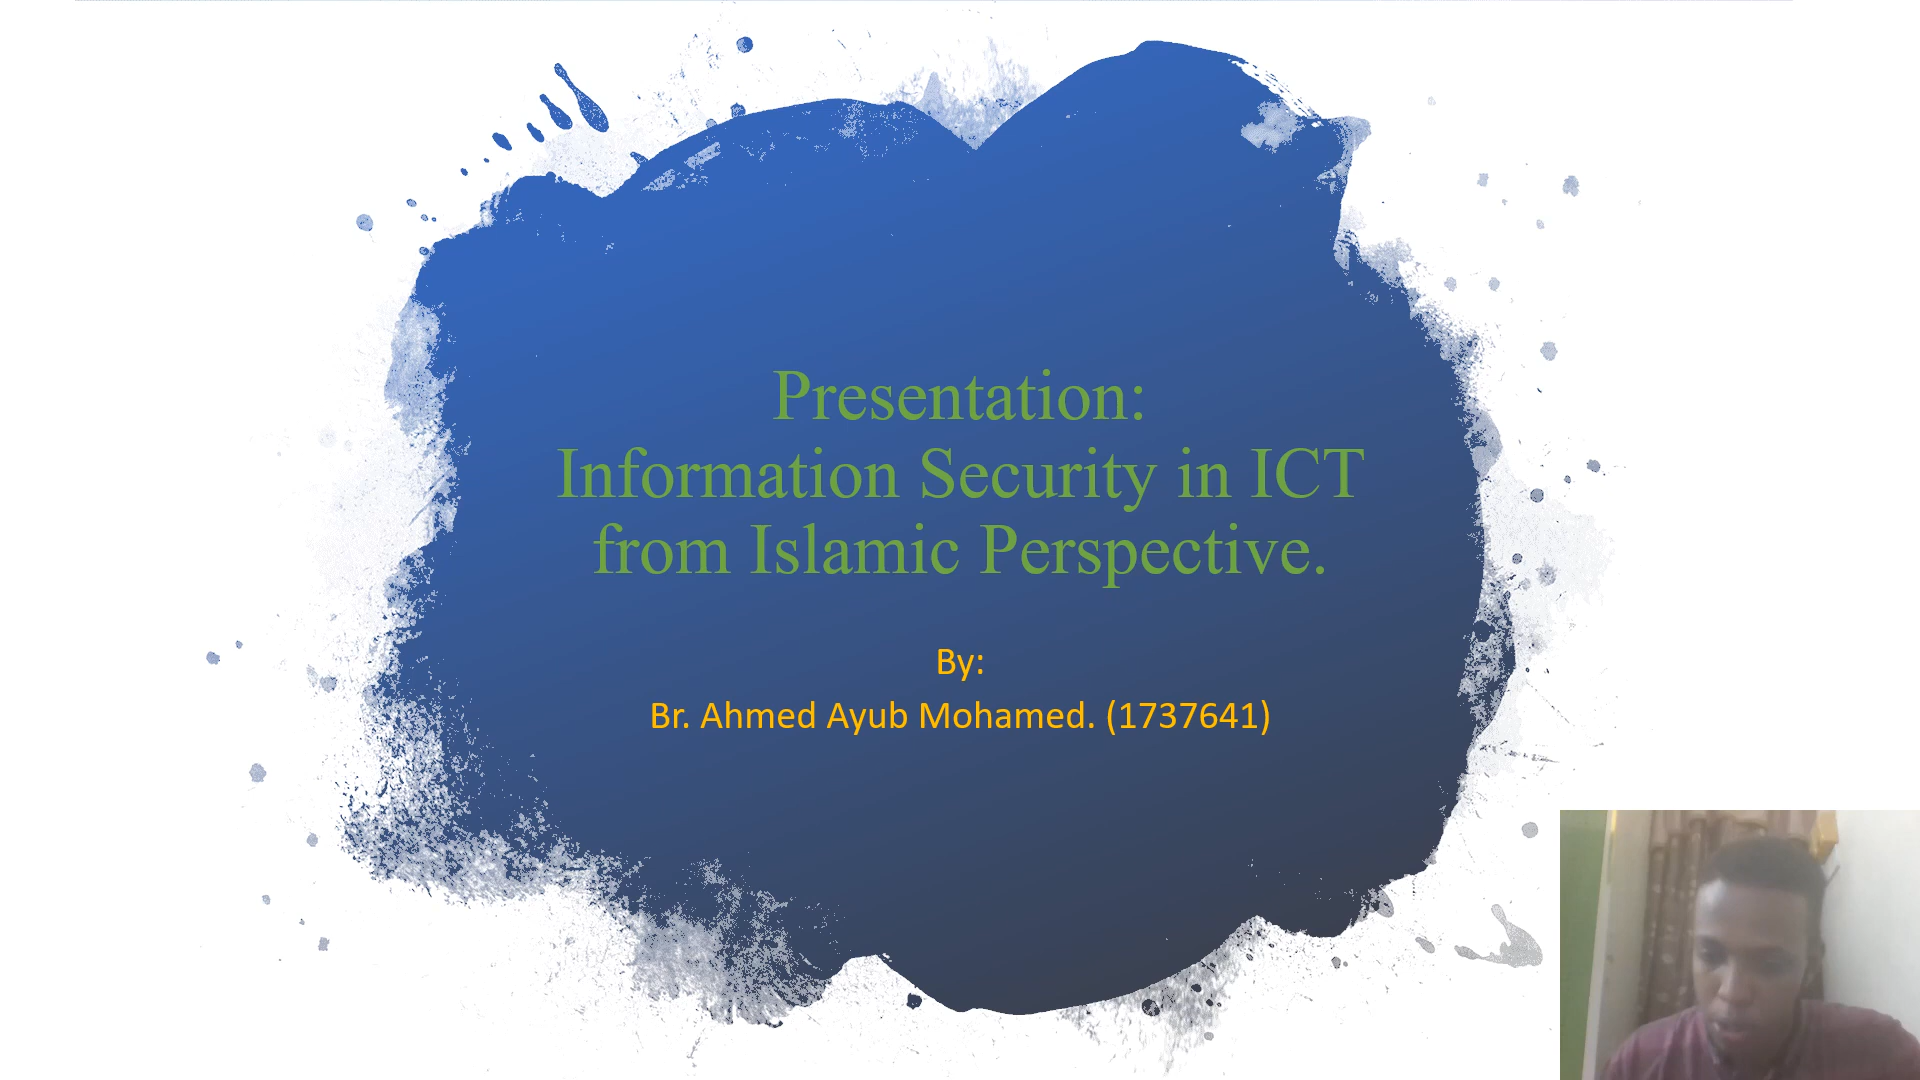 Presentation:
Information Security in ICT
from Islamic Perspective.
By:
Br. Ahmed Ayub Mohamed. (1737641)